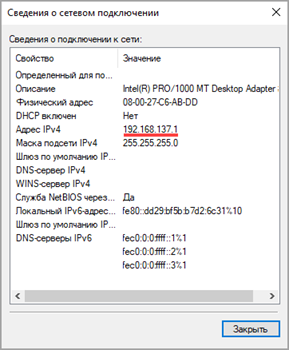 Сведения о сетевом подключении
Сведения о подключении к сети:
Свойство Значение
Определенный для по...
Описание Intel(R) PRO/1000 MT Desktop Adapter
Физический адрес 08-00-27-C6-AB-DD
DHCP включен Нет
Адрес IPv4 192.168.137.1
Маска подсети IPv4 255.255.255.0
Шлюз по умолчанию IP...
DNS-сервер IPv4
WINS-сервер IPv4
Служба NetBIOS через... Да
Локальный IPv6-адрес... fe80::dd29:bf5b:b7d2:6c31%10
Шлюз по умолчанию IP...
DNS-серверы IPv6 fec0:0:0:ffff::1%1
fec0:0:0:ffff::2%1
fec0:0:0:ffff::3%1
Закрыть